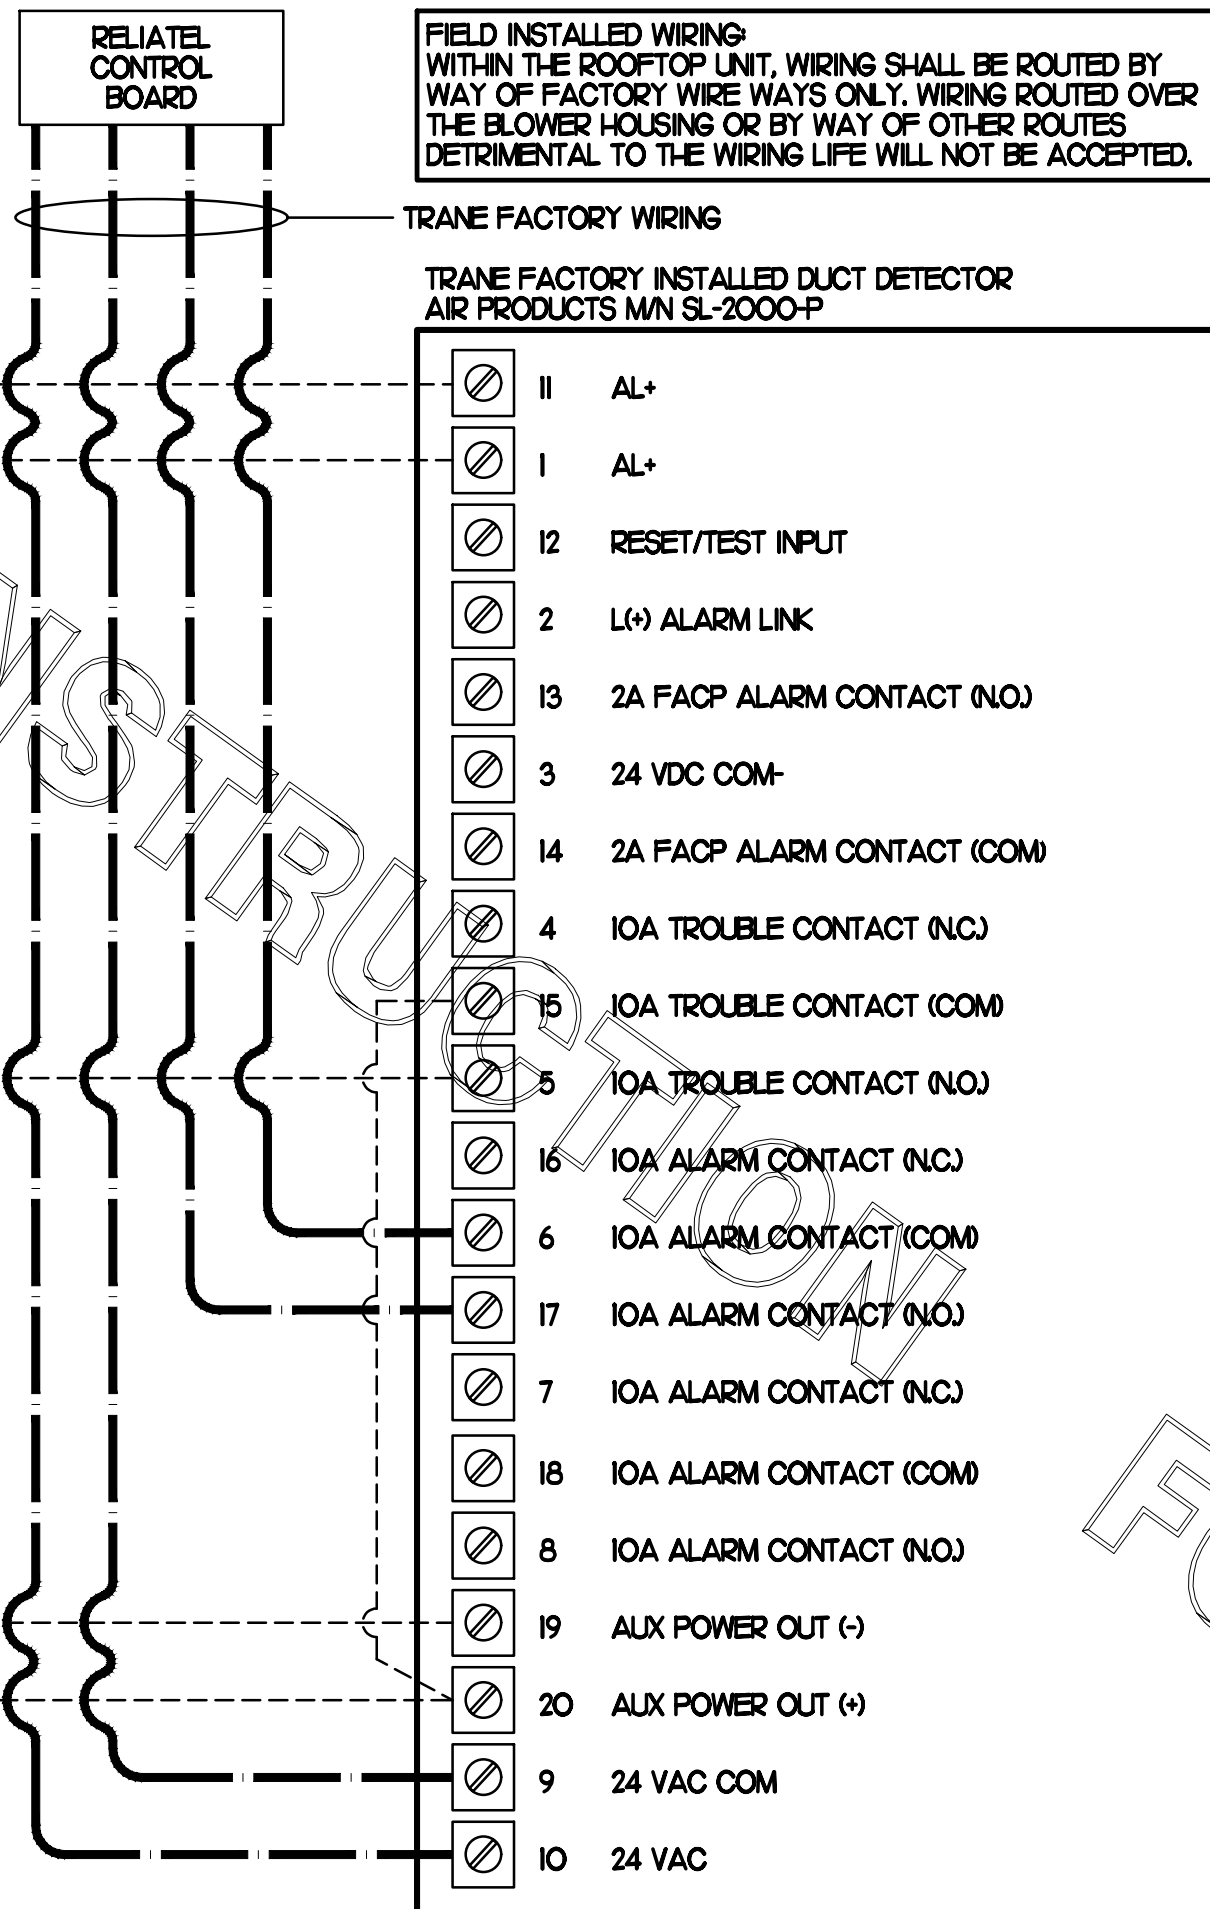 RELIATEL
CONTROL
BOARD
FIELD INSTALLED WIRING:
WITHIN THE ROOFTOP UNIT, WIRING SHALL BE ROUTED BY
WAY OF FACTORY WIRE WAYS ONLY. WIRING ROUTED OVER
THE BLOWER HOUSING OR BY WAY OF OTHER ROUTES
DETRIMENTAL TO THE WIRING LIFE WILL NOT BE ACCEPTED.
TRANE FACTORY WIRING
TRANE FACTORY INSTALLED DUCT DETECTOR
AIR PRODUCTS M/N SL-2000-P
11 AL+
1 AL+
12 RESET/TEST INPUT
2 L(+) ALARM LINK
13 2A FACP ALARM CONTACT (N.O.)
3 24 VDC COM-
14 2A FACP ALARM CONTACT (COM)
4 10A TROUBLE CONTACT (N.C.)
15 10A TROUBLE CONTACT (COM)
5 10A TROUBLE CONTACT (N.O.)
16 10A ALARM CONTACT (N.C.)
6 10A ALARM CONTACT (COM)
17 10A ALARM CONTACT (N.O.)
7 10A ALARM CONTACT (N.C.)
18 10A ALARM CONTACT (COM)
8 10A ALARM CONTACT (N.O.)
19 AUX POWER OUT (-)
20 AUX POWER OUT (+)
9 24 VAC COM
10 24 VAC
NSTRUCTION